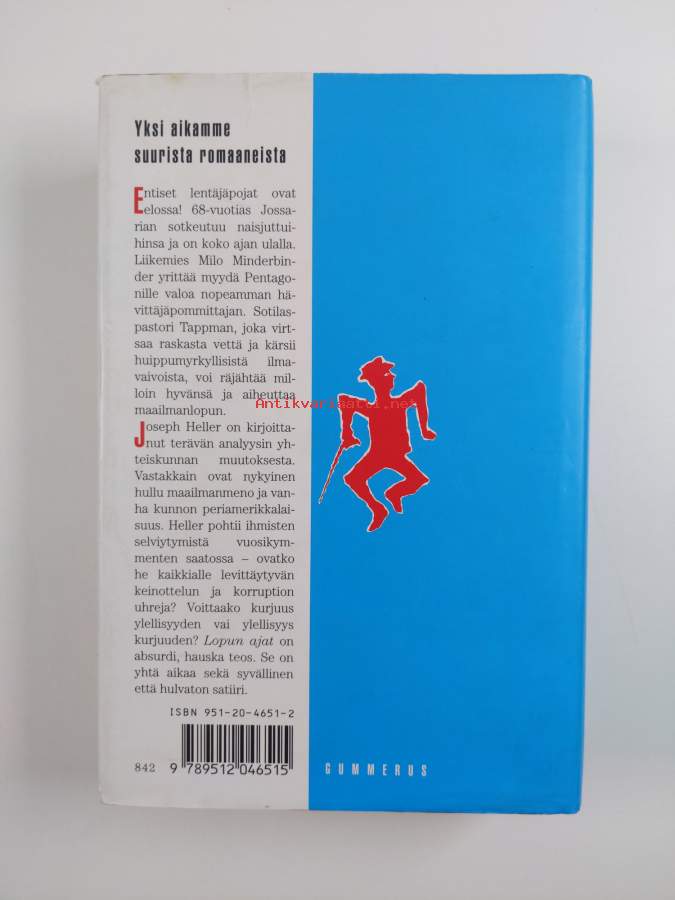 Yksi aikamme
suurista romaaneista
Entiset lentäjäpojat ovat
elossa! 68-vuotias Jossa-
rian sotkeutuu naisjuttui-
hinsa ja on koko ajan ulalla.
Liikemies Milo Minderbin-
der yrittää myydä Pentago-
nille valoa nopeamman hä-
vittäjäpommittajan. Sotilas-
pastori Tappman, joka virt-
saa raskasta vettä ja kärsii
huippumyrkyllisistä ilma-
vaivoista, voi räjähtää mil-
loin hyvänsä ja aiheuttaa
Antikvariaatti.net
maailmanlopun.
Joseph Heller on kirjoitta-
nut terävän analyysin yh-
teiskunnan muutoksesta.
Vastakkain ovat nykyinen
hullu maailmanmeno ja van-
ha kunnon periamerikkalai-
suus. Heller pohtii ihmisten
selviytymistä vuosikym-
menten saatossa – ovatko
he kaikkialle levittäytyvän
keinottelun ja korruption
uhreja? Voittaako kurjuus
ylellisyyden vai ylellisyys
kurjuuden? Lopun ajat on
absurdi, hauska teos. Se on
yhtä aikaa sekä syvällinen
että hulvaton satiiri.
ISBN 951-20-4651-2
842 9 789512 046515
GUMMERUS